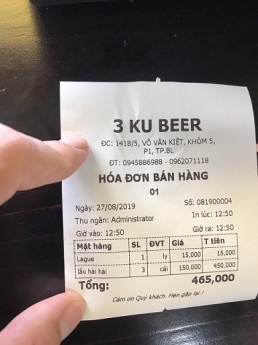 3 KU BEER
ĐC: 141B/5, VÕ VĂN KIỆT, KHÓM 5,
P1, TP.BL
ĐT: 0945886988 - 0962071118
HÓA ĐƠN BÁN HÀNG
01
Ngày: 27/08/2019 Số: 081900004
Thu ngân: Administrator In lúc: 12:50
Giờ vào: 12:50 Giờ ra: 12:50
Mặt hàng SL ĐVT Giá T tiền
Lague 1 ly 15,000 15,000
lẩu hải hải 3 cái 150,000 450,000
Tổng: 465,000
Cám ơn Quý khách. Hẹn gặp lại !